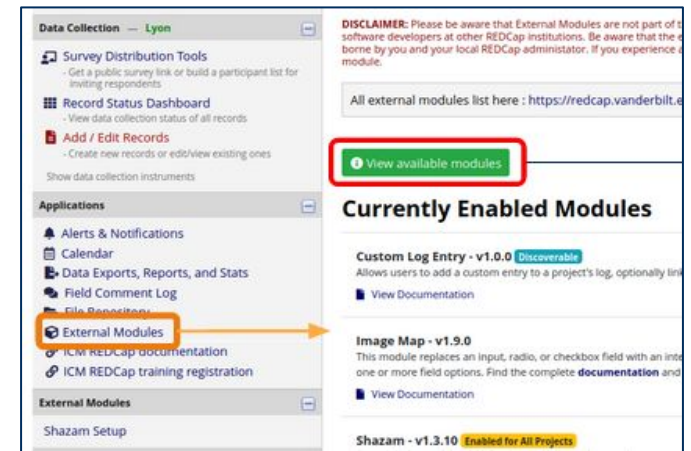 Data Collection — Lyon
Survey Distribution Tools
- Get a public survey link or build a participant list for
inviting respondents
Record Status Dashboard
- View data collection status of all records
Add / Edit Records
- Create new records or edit/view existing ones
Show data collection instruments
Applications
Alerts & Notifications
Calendar
Data Exports, Reports, and Stats
Field Comment Log
File Repository
External Modules
ICM REDCap documentation
ICM REDCap training registration
External Modules
Shazam Setup
DISCLAIMER: Please be aware that External Modules are not part of t
software developers at other REDCap institutions. Be aware that the e
borne by you and your local REDCap administator. If you experience a
module.
All external modules list here : https://redcap.vanderbilt.e
View available modules
Currently Enabled Modules
Custom Log Entry - v1.0.0 Discoverable
Allows users to add a custom entry to a project's log, optionally link
View Documentation
Image Map - v1.9.0
This module replaces an input, radio, or checkbox field with an inte
one or more field options. Find the complete documentation and
View Documentation
Shazam - v1.3.10 Enabled for All Projects